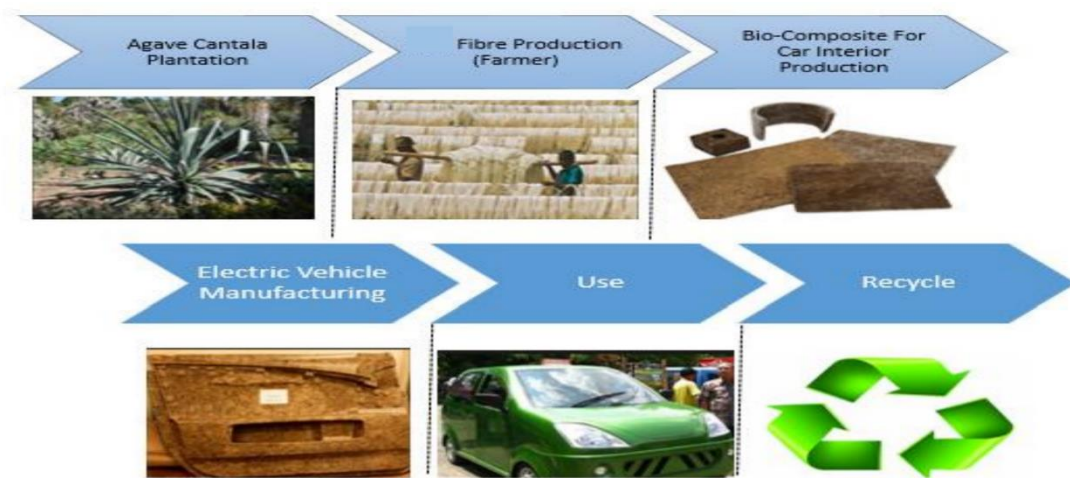 Agave Cantala
Plantation
Fibre Production
(Farmer)
Bio-Composite For
Car Interior
Production
Electric Vehicle
Manufacturing
Use
Recycle